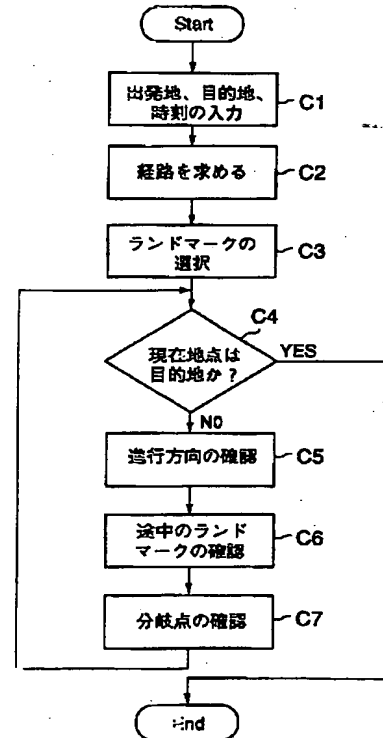 Start
出発地、目的地、
時刻の入力
C1
経路を求める
C2
ランドマークの
選択
C3
C4
現在地点は
目的地か?
YES
NO
進行方向の確認
C5
途中のランド
マークの確認
C6
分岐点の確認
C7
End